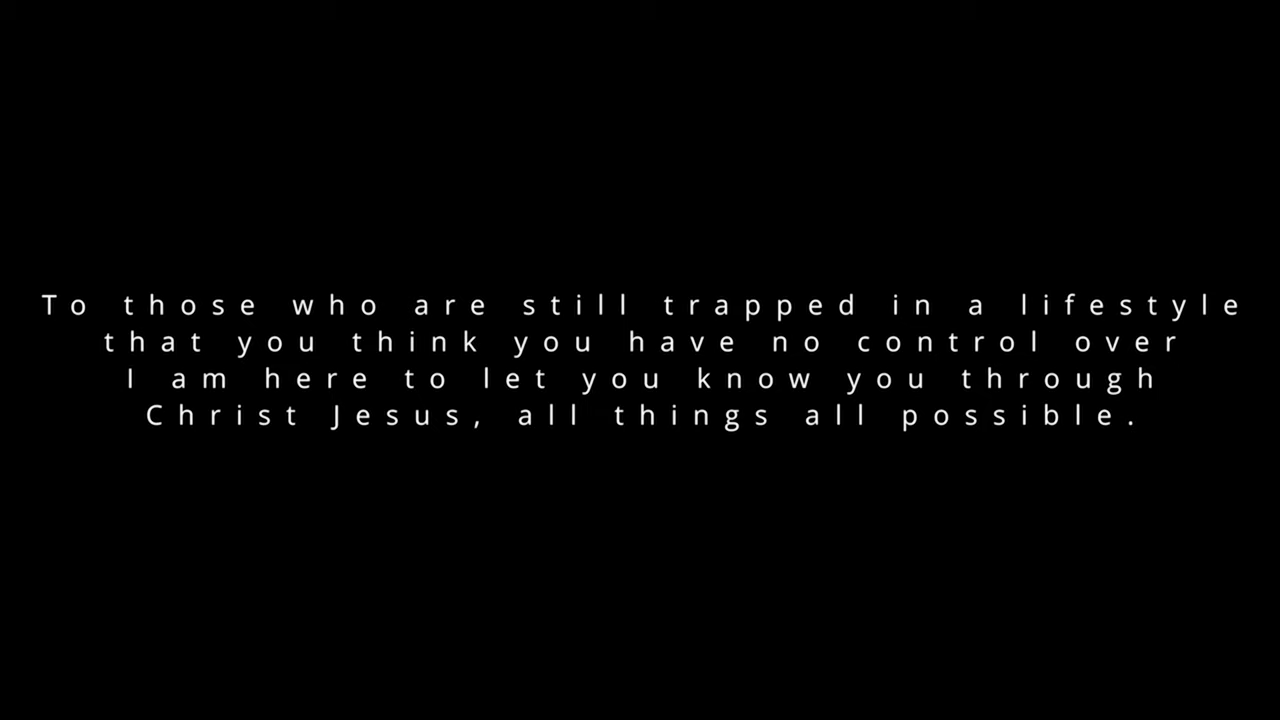 To those who are still trapped in a lifestyle
that you think you have no control over
I am here to let you know you through
Christ Jesus, all things all possible.